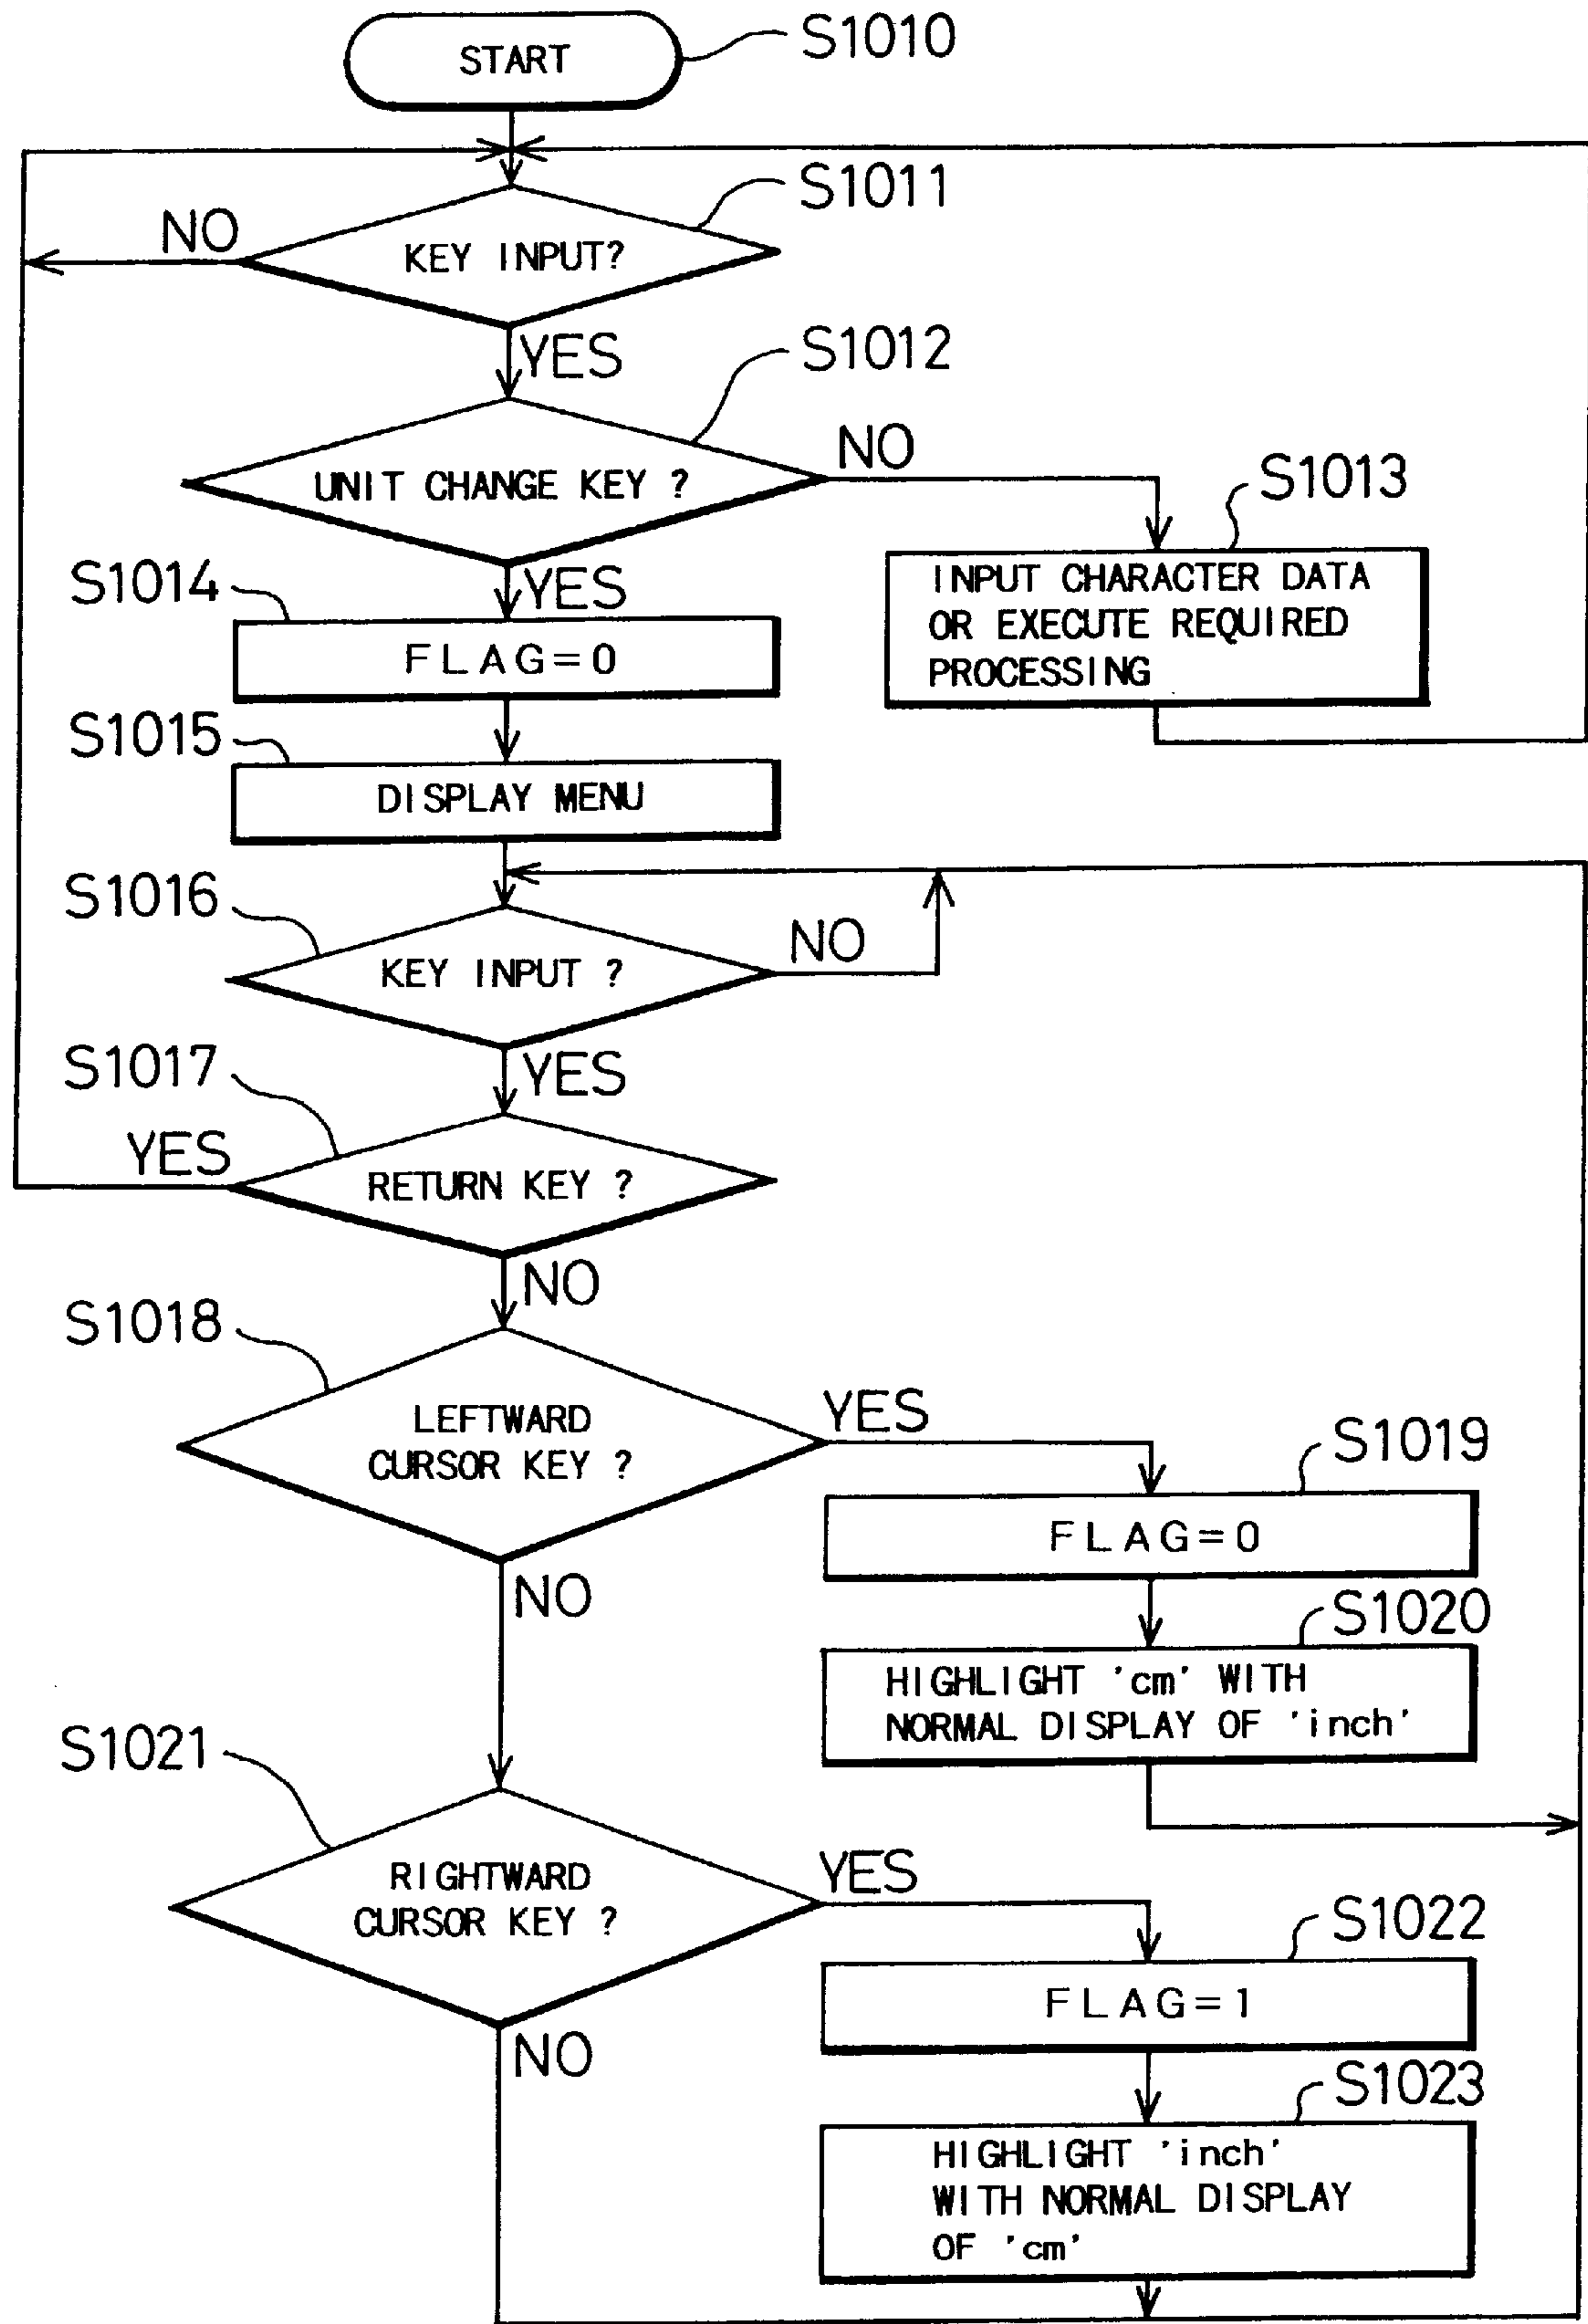 START
S1010
S1011
NO
KEY INPUT?
YES
S1012
UNIT CHANGE KEY ?
NO
S1013
INPUT CHARACTER DATA
OR EXECUTE REQUIRED
PROCESSING
S1014
YES
FLAG=0
S1015
DISPLAY MENU
S1016
KEY INPUT ?
NO
YES
S1017
YES
RETURN KEY ?
NO
S1018
LEFTWARD
CURSOR KEY ?
YES
S1019
FLAG=0
NO
S1020
HIGHLIGHT 'cm' WITH
NORMAL DISPLAY OF 'inch'
S1021
RIGHTWARD
CURSOR KEY ?
YES
S1022
FLAG=1
NO
S1023
HIGHLIGHT 'inch'
WITH NORMAL DISPLAY
OF 'cm'